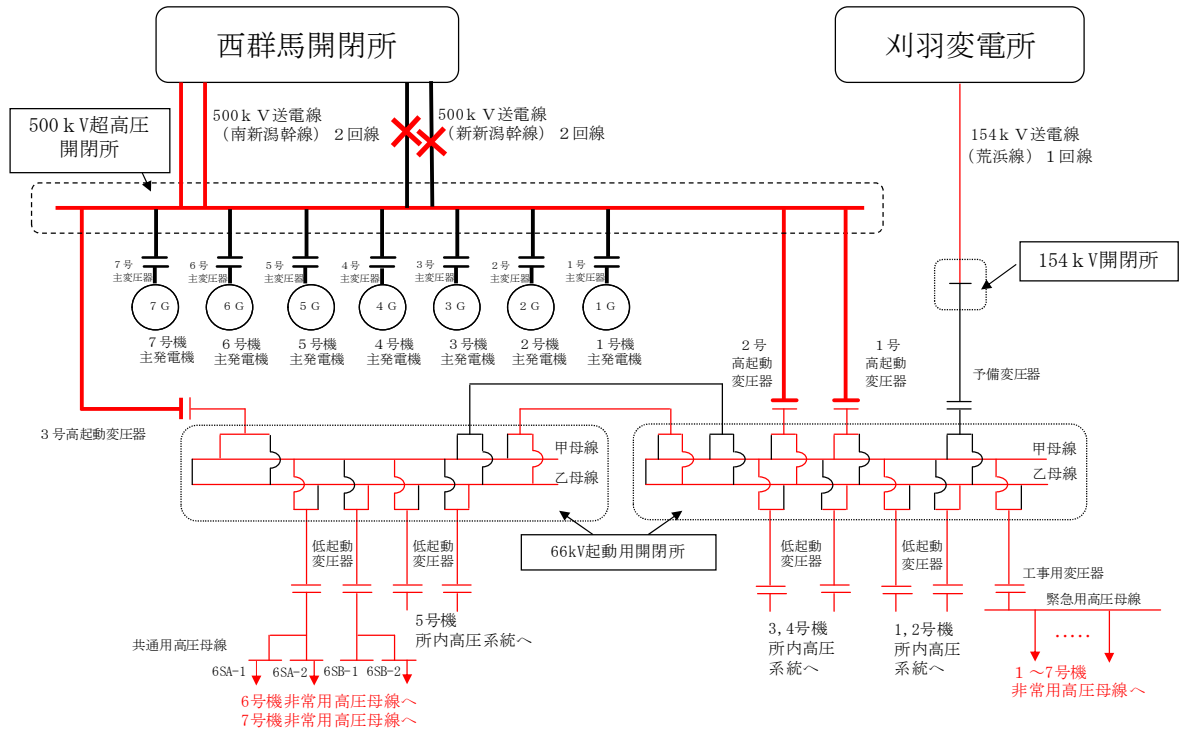 西群馬開閉所
刈羽変電所
500kV超高圧
開閉所
500kV送電線
（南新潟幹線）2回線
500kV送電線
（新新潟幹線）2回線
154kV送電線
（荒浜線）1回線
154kV開閉所
7号
主変圧器
6号
主変圧器
5号
主変圧器
4号
主変圧器
3号
主変圧器
2号
主変圧器
1号
主変圧器
7G
6G
5G
4G
3G
2G
1G
7号機
主発電機
6号機
主発電機
5号機
主発電機
4号機
主発電機
3号機
主発電機
2号機
主発電機
1号機
主発電機
2号
高起動
変圧器
1号
高起動
変圧器
予備変圧器
3号高起動変圧器
甲母線
乙母線
甲母線
乙母線
66kV起動用開閉所
低起動
変圧器
低起動
変圧器
低起動
変圧器
低起動
変圧器
工事用変圧器
緊急用高圧母線
5号機
所内高圧系統へ
3,4号機
所内高圧
系統へ
1,2号機
所内高圧
系統へ
共通用高圧母線
6SA-1
6SA-2
6SB-1
6SB-2
6号機非常用高圧母線へ
7号機非常用高圧母線へ
.....
1～7号機
非常用高圧母線へ